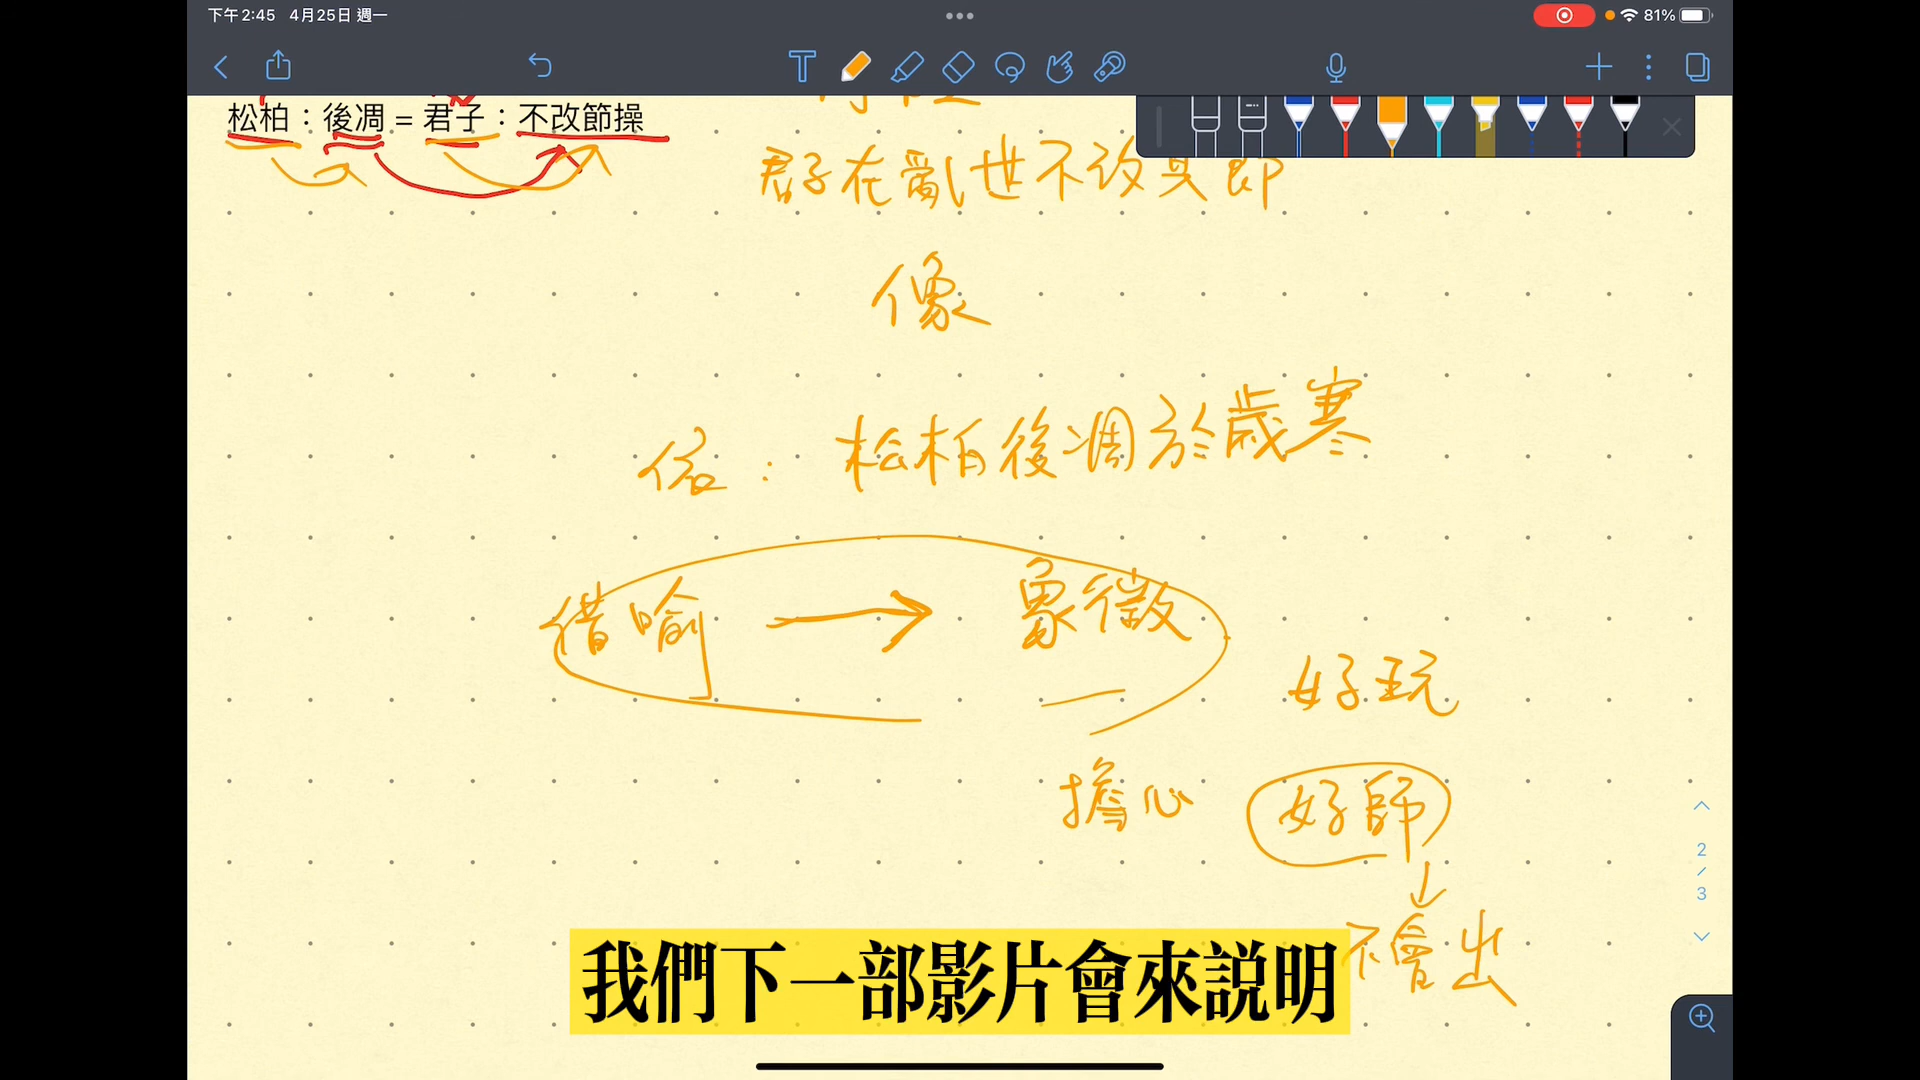 下午2:45 4月25日 週一
81%
松柏：後凋 = 君子：不改節操
君子在亂世不改其節
像
依：松柏後凋於歲寒
借喻 → 象徵
好玩
擔心 好師
↓
不會出
2/3
我們下一部影片會來説明